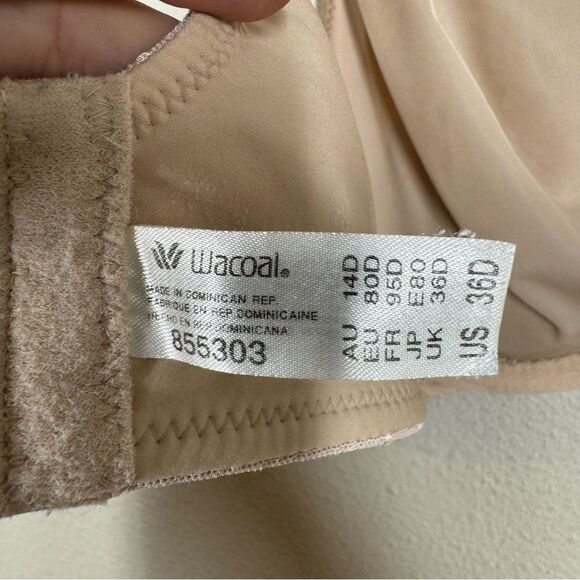 Wacoal®
MADE IN DOMINICAN REP.
FABRIQUE EN REP DOMINICAINE
HECHO EN REP DOMINICANA
855303
AU 14D
EU 80D
FR 95D
JP E80
UK 36D
US 36D